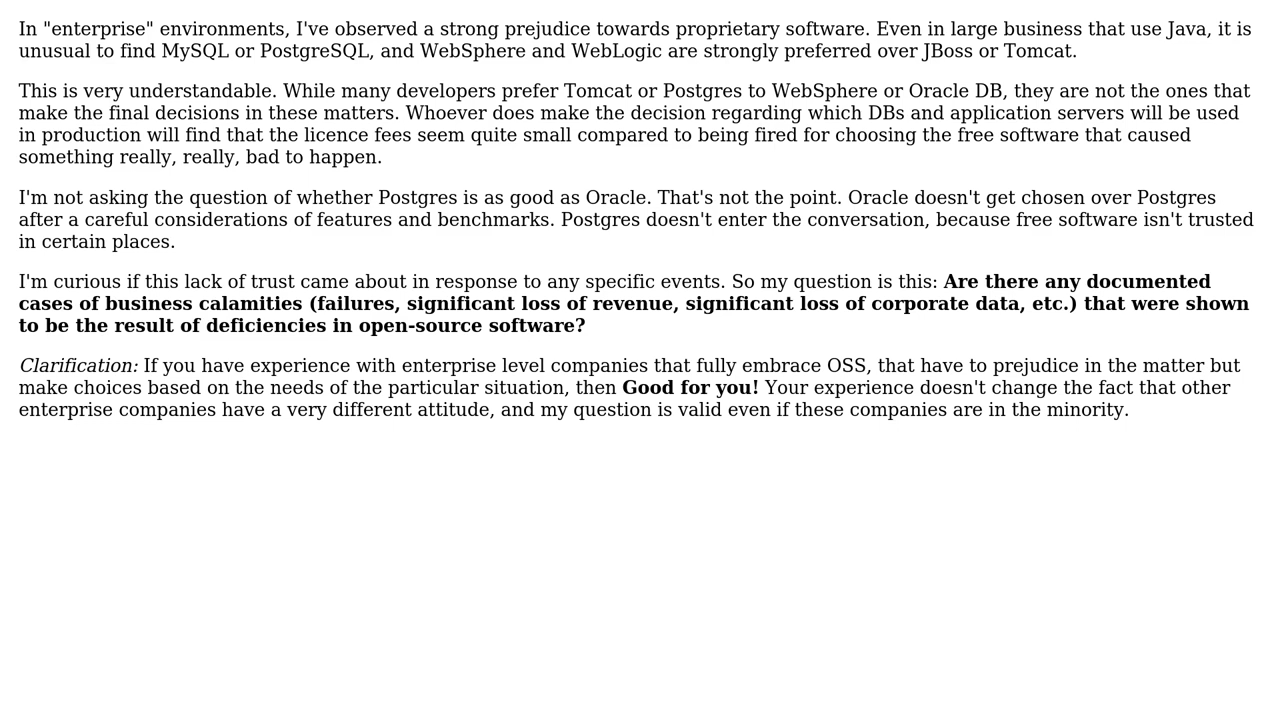 In "enterprise" environments, I've observed a strong prejudice towards proprietary software. Even in large business that use Java, it is
unusual to find MySQL or PostgreSQL, and WebSphere and WebLogic are strongly preferred over JBoss or Tomcat.
This is very understandable. While many developers prefer Tomcat or Postgres to WebSphere or Oracle DB, they are not the ones that
make the final decisions in these matters. Whoever does make the decision regarding which DBs and application servers will be used
in production will find that the licence fees seem quite small compared to being fired for choosing the free software that caused
something really, really, bad to happen.
I'm not asking the question of whether Postgres is as good as Oracle. That's not the point. Oracle doesn't get chosen over Postgres
after a careful considerations of features and benchmarks. Postgres doesn't enter the conversation, because free software isn't trusted
in certain places.
I'm curious if this lack of trust came about in response to any specific events. So my question is this: Are there any documented
cases of business calamities (failures, significant loss of revenue, significant loss of corporate data, etc.) that were shown
to be the result of deficiencies in open-source software?
Clarification: If you have experience with enterprise level companies that fully embrace OSS, that have to prejudice in the matter but
make choices based on the needs of the particular situation, then Good for you! Your experience doesn't change the fact that other
enterprise companies have a very different attitude, and my question is valid even if these companies are in the minority.